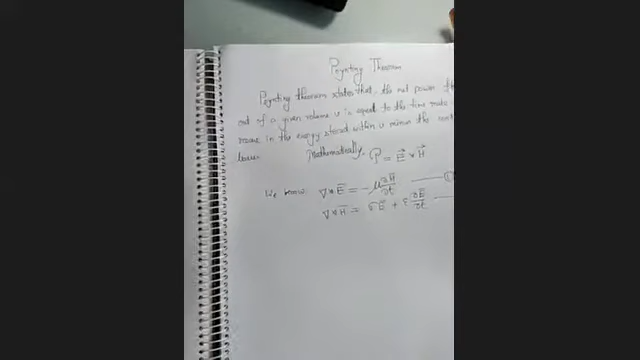 Poynting Theorem
Poynting theorem states that, the net power
out of a given volume v is equal to the time rate
in the energy stored within v minus the
losses. Mathematically, P = E⃗ × H⃗
We know ∇×E⃗ = -μ ∂H⃗/∂t
∇×H⃗ = σE⃗ + ε ∂E⃗/∂t